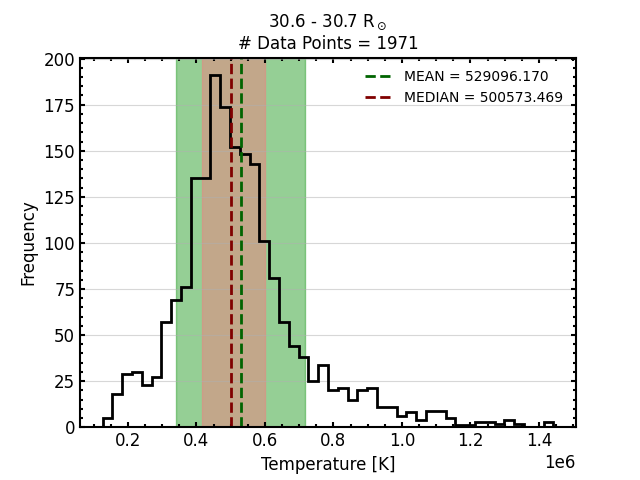 30.6 - 30.7 R⊙
# Data Points = 1971
MEAN = 529096.170
MEDIAN = 500573.469
Frequency
200
175
150
125
100
75
50
25
0
0.2 0.4 0.6 0.8 1.0 1.2 1.4
1e6
Temperature [K]